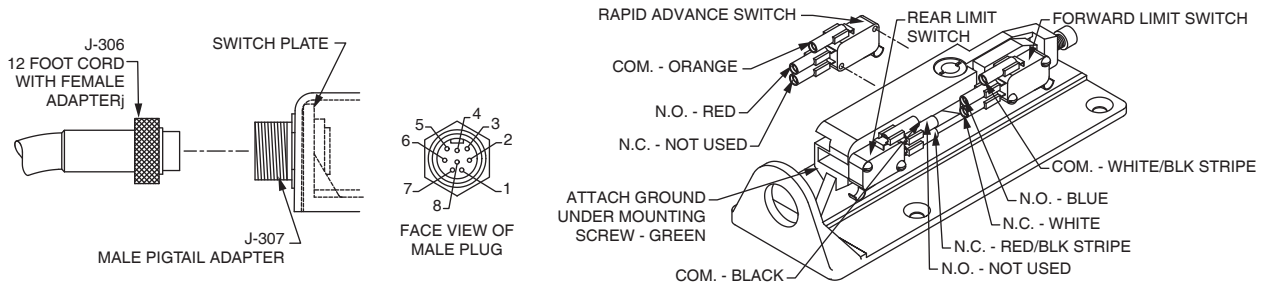 J-306
12 FOOT CORD
WITH FEMALE
ADAPTERj
SWITCH PLATE
J-307
MALE PIGTAIL ADAPTER
4
5
3
6
2
7
1
8
FACE VIEW OF
MALE PLUG
RAPID ADVANCE SWITCH
REAR LIMIT
SWITCH
FORWARD LIMIT SWITCH
COM. - ORANGE
N.O. - RED
N.C. - NOT USED
COM. - WHITE/BLK STRIPE
ATTACH GROUND
UNDER MOUNTING
SCREW - GREEN
N.O. - BLUE
N.C. - WHITE
N.C. - RED/BLK STRIPE
COM. - BLACK
N.O. - NOT USED